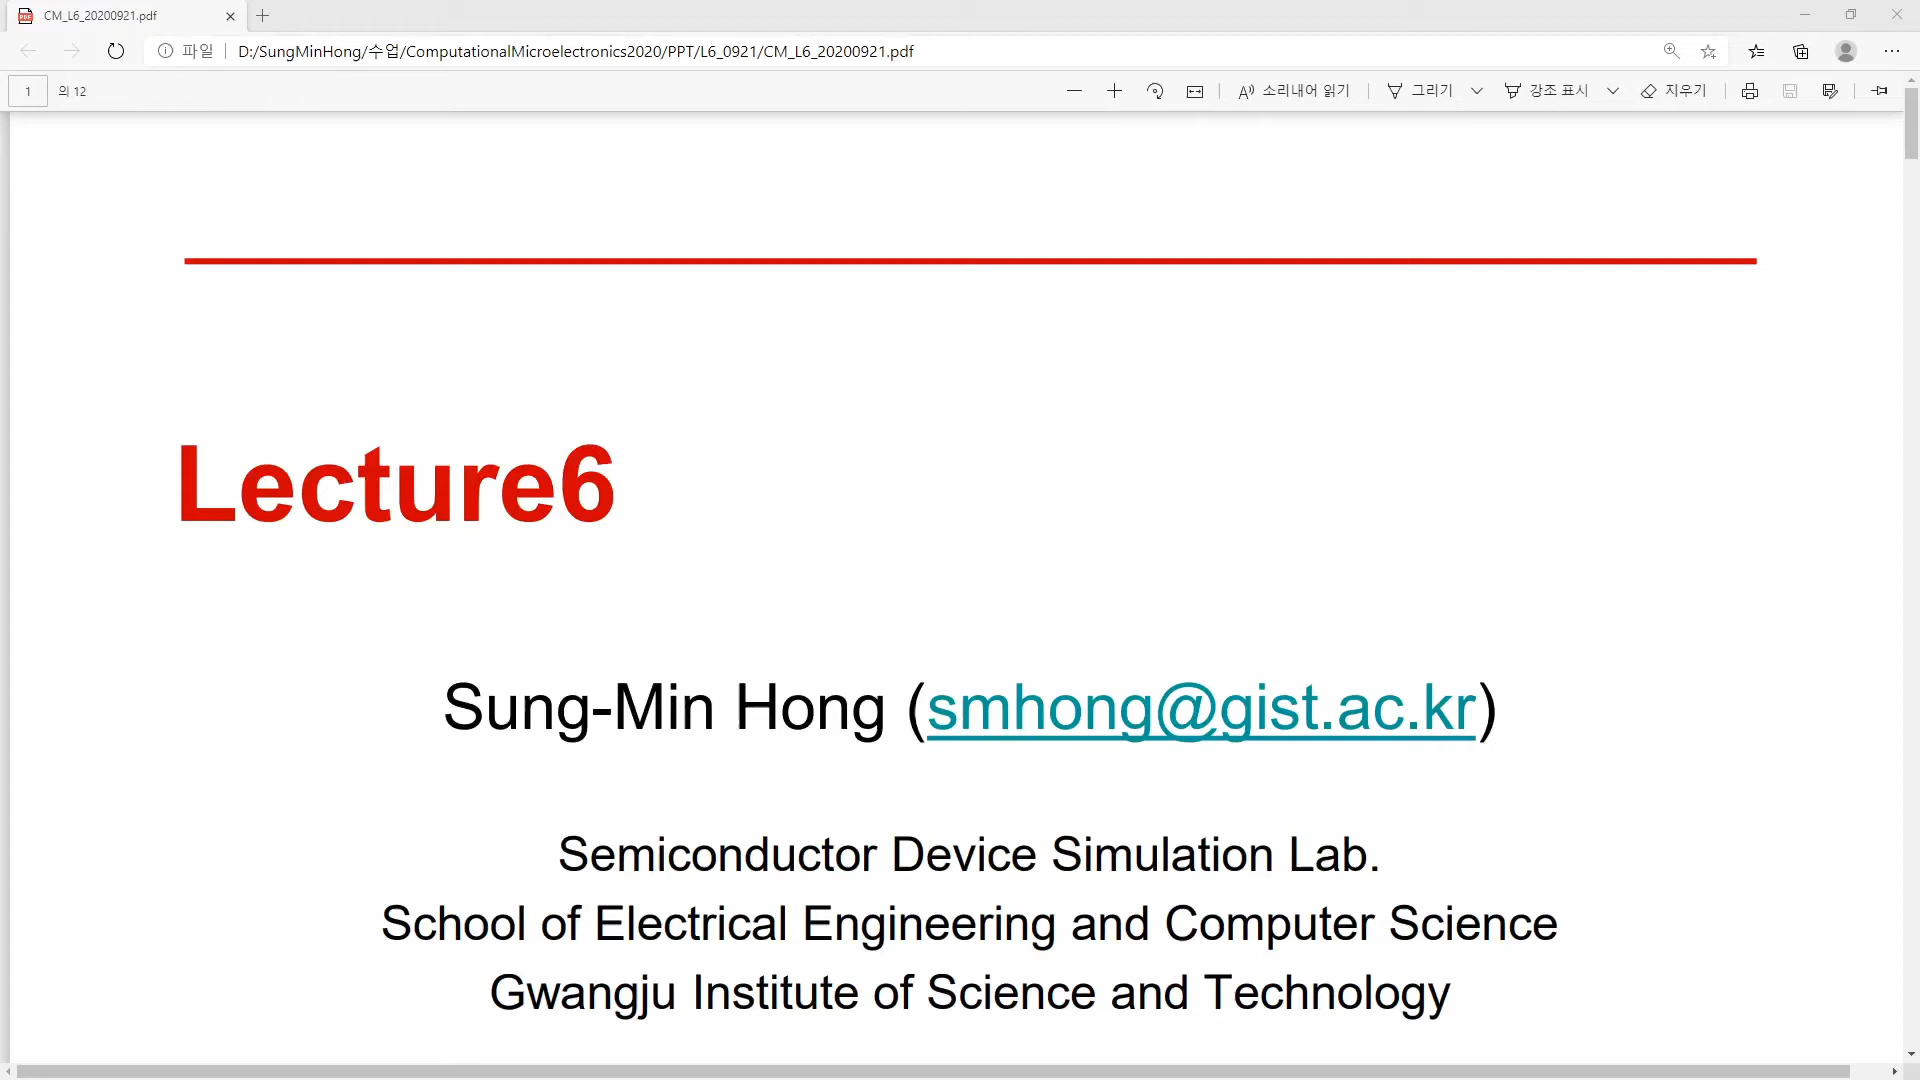 CM_L6_20200921.pdf
파일 D:/SungMinHong/수업/ComputationalMicroelectronics2020/PPT/L6_0921/CM_L6_20200921.pdf
1 의 12 소리내어 읽기 그리기 강조 표시 지우기
Lecture6
Sung-Min Hong (smhong@gist.ac.kr)
Semiconductor Device Simulation Lab.
School of Electrical Engineering and Computer Science
Gwangju Institute of Science and Technology